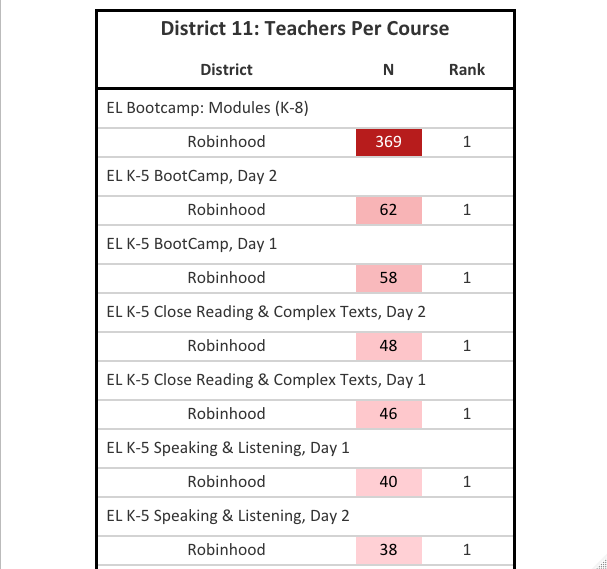 District 11: Teachers Per Course
District N Rank
EL Bootcamp: Modules (K-8)
Robinhood 369 1
EL K-5 BootCamp, Day 2
Robinhood 62 1
EL K-5 BootCamp, Day 1
Robinhood 58 1
EL K-5 Close Reading & Complex Texts, Day 2
Robinhood 48 1
EL K-5 Close Reading & Complex Texts, Day 1
Robinhood 46 1
EL K-5 Speaking & Listening, Day 1
Robinhood 40 1
EL K-5 Speaking & Listening, Day 2
Robinhood 38 1